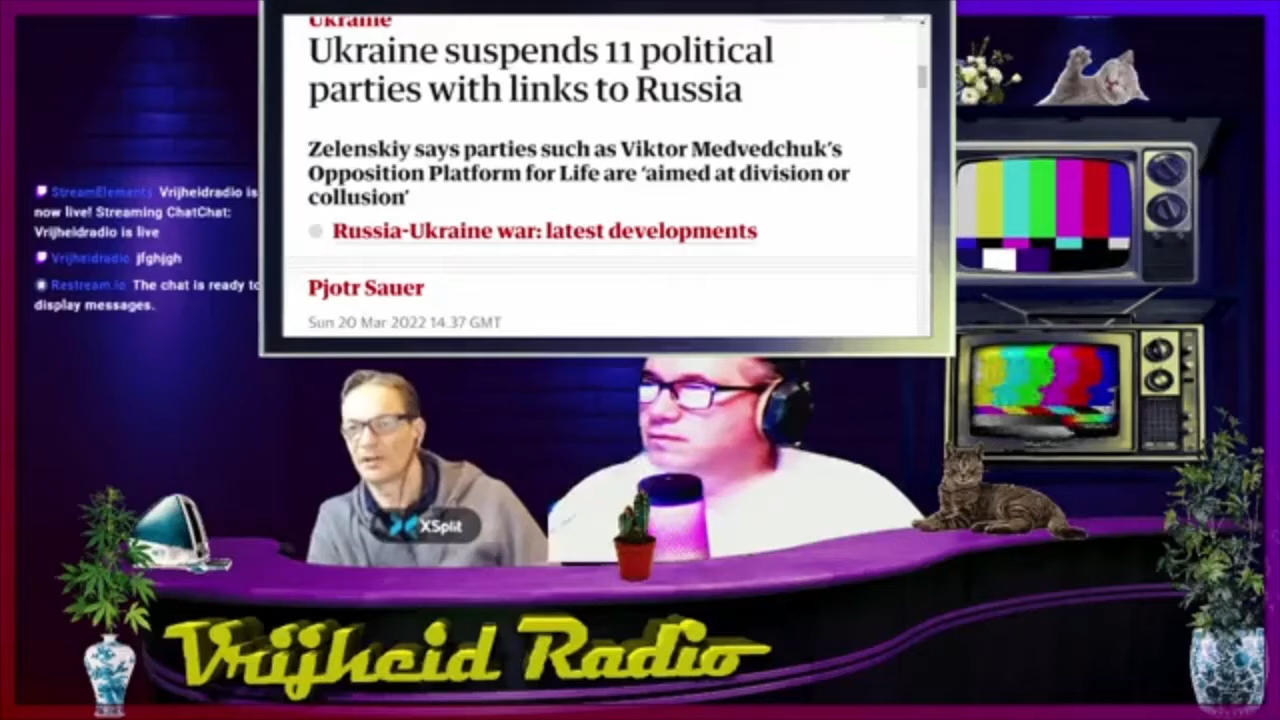 Ukraine
Ukraine suspends 11 political
parties with links to Russia
Zelenskiy says parties such as Viktor Medvedchuk's
Opposition Platform for Life are 'aimed at division or
collusion'
Russia-Ukraine war: latest developments
Pjotr Sauer
Sun 20 Mar 2022 14.37 GMT
StreamElements Vrijheidradio is
now live! Streaming ChatChat:
Vrijheidradio is live
Vrijheidradio jfghjgh
Restream.io The chat is ready to
display messages.
XSplit
Vrijheid Radio